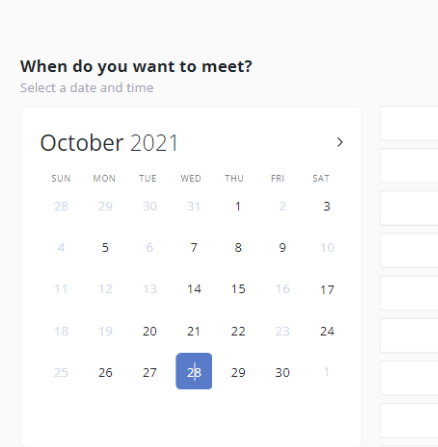 When do you want to meet?
Select a date and time
October 2021
SUN MON TUE WED THU FRI SAT
28 29 30 31 1 2 3
4 5 6 7 8 9 10
11 12 13 14 15 16 17
18 19 20 21 22 23 24
25 26 27 28 29 30 1